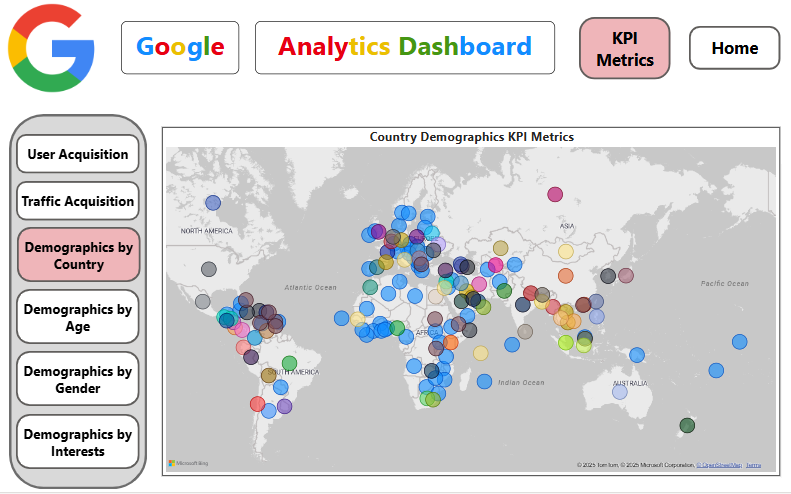 Google
Analytics Dashboard
KPI
Metrics
Home
User Acquisition
Traffic Acquisition
Demographics by
Country
Demographics by
Age
Demographics by
Gender
Demographics by
Interests
Country Demographics KPI Metrics
NORTH AMERICA
ASIA
Atlantic Ocean
Pacific Ocean
AFRICA
SOUTH AMERICA
Indian Ocean
AUSTRALIA
Microsoft Bing
© 2025 TomTom, © 2025 Microsoft Corporation, © OpenStreetMap Terms